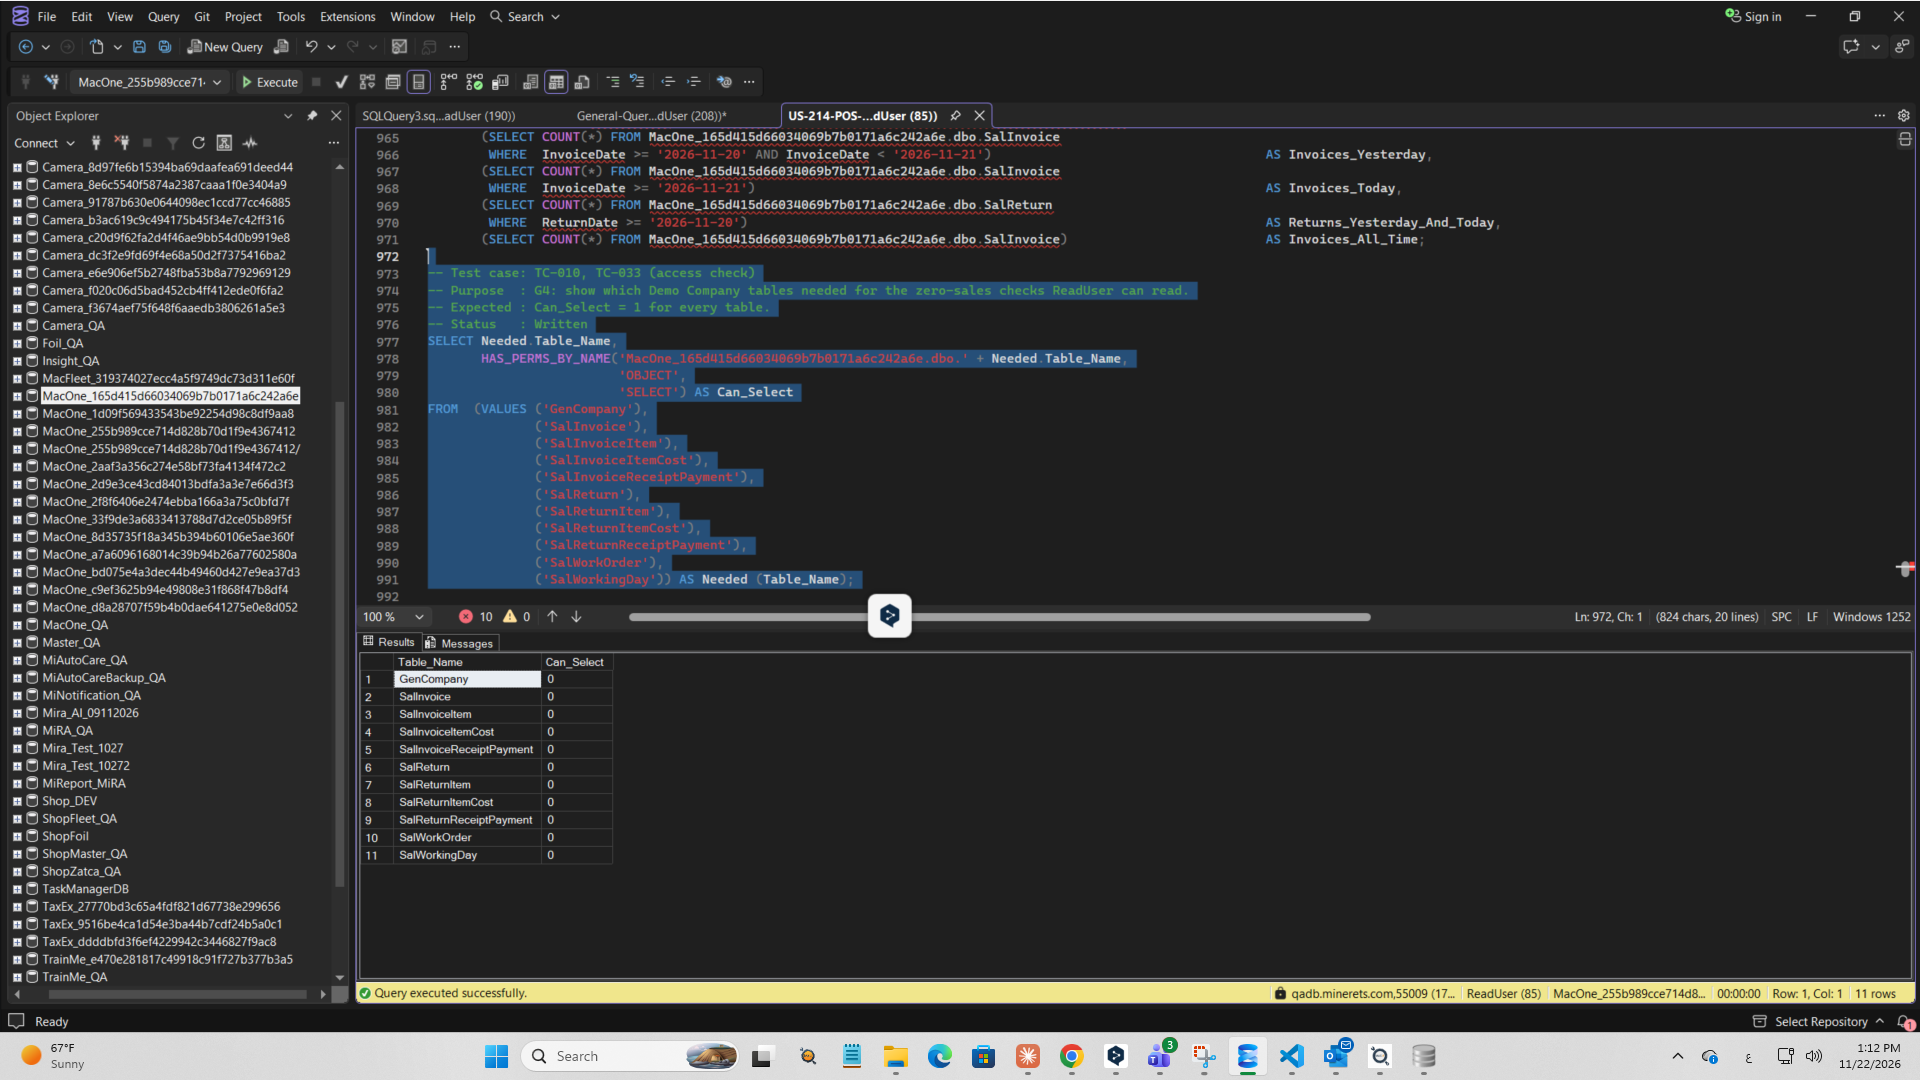 File Edit View Query Git Project Tools Extensions Window Help Search Sign in
New Query
MacOne_255b989cce71 Execute
Object Explorer
Connect
Camera_8d97fe6b15394ba69daafea691deed44
Camera_8e6c5540f5874a2387caaa1f0e3404a9
Camera_91787b630e0644098ec1ccd77cc46885
Camera_b3ac619c9c494175b45f34e7c42ff316
Camera_c20d9f62fa2d4f46ae9bb54d0b9919e8
Camera_dc3f2e9fd69f4e68a50d2f7375416ba2
Camera_e6e906ef5b2748fba53b8a7792969129
Camera_f020c06d5bad452cb4ff412ede0f6fa2
Camera_f3674aef75f648f6aaedb3806261a5e3
Camera_QA
Foil_QA
Insight_QA
MacFleet_319374027ecc4a5f9749dc73d311e60f
MacOne_165d415d66034069b7b0171a6c242a6e
MacOne_1d09f569433543be92254d98c8df9aa8
MacOne_255b989cce714d828b70d1f9e4367412
MacOne_255b989cce714d828b70d1f9e4367412/
MacOne_2aaf3a356c274e58bf73fa4134f472c2
MacOne_2d9e3ce43cd84013bdfa3a3e7e66d3f3
MacOne_2f8f6406e2474ebba166a3a75c0bfd7f
MacOne_33f9de3a6833413788d7d2ce05b89f5f
MacOne_8d35735f18a345b394b60106e5ae360f
MacOne_a7a6096168014c39b94b26a77602580a
MacOne_bd075e4a3dec44b49460d427e9ea37d3
MacOne_c9ef3625b94e49808e31f868f47b8df4
MacOne_d8a28707f59b4b0dae641275e0e8d052
MacOne_QA
Master_QA
MiAutoCare_QA
MiAutoCareBackup_QA
MiNotification_QA
Mira_AI_09112026
MiRA_QA
Mira_Test_1027
Mira_Test_10272
MiReport_MiRA
Shop_DEV
ShopFleet_QA
ShopFoil
ShopMaster_QA
ShopZatca_QA
TaskManagerDB
TaxEx_27770bd3c65a4fdf821d67738e299656
TaxEx_9516be4ca1d54e3ba44b7cdf24b5a0c1
TaxEx_ddddbfd3f6ef4229942c3446827f9ac8
TrainMe_e470e281817c49918c91f727b377b3a5
TrainMe_QA
SQLQuery3.sq...adUser (190)) General-Quer...dUser (208))* US-214-POS-...dUser (85))
965 (SELECT COUNT(*) FROM MacOne_165d415d66034069b7b0171a6c242a6e.dbo.SalInvoice
966 WHERE InvoiceDate >= '2026-11-20' AND InvoiceDate < '2026-11-21') AS Invoices_Yesterday,
967 (SELECT COUNT(*) FROM MacOne_165d415d66034069b7b0171a6c242a6e.dbo.SalInvoice
968 WHERE InvoiceDate >= '2026-11-21') AS Invoices_Today,
969 (SELECT COUNT(*) FROM MacOne_165d415d66034069b7b0171a6c242a6e.dbo.SalReturn
970 WHERE ReturnDate >= '2026-11-20') AS Returns_Yesterday_And_Today,
971 (SELECT COUNT(*) FROM MacOne_165d415d66034069b7b0171a6c242a6e.dbo.SalInvoice) AS Invoices_All_Time;
972
973 -- Test case: TC-010, TC-033 (access check)
974 -- Purpose : G4: show which Demo Company tables needed for the zero-sales checks ReadUser can read.
975 -- Expected : Can_Select = 1 for every table.
976 -- Status : Written
977 SELECT Needed.Table_Name,
978 HAS_PERMS_BY_NAME('MacOne_165d415d66034069b7b0171a6c242a6e.dbo.' + Needed.Table_Name,
979 'OBJECT',
980 'SELECT') AS Can_Select
981 FROM (VALUES ('GenCompany'),
982 ('SalInvoice'),
983 ('SalInvoiceItem'),
984 ('SalInvoiceItemCost'),
985 ('SalInvoiceReceiptPayment'),
986 ('SalReturn'),
987 ('SalReturnItem'),
988 ('SalReturnItemCost'),
989 ('SalReturnReceiptPayment'),
990 ('SalWorkOrder'),
991 ('SalWorkingDay')) AS Needed (Table_Name);
992
100 % 10 0 Ln: 972, Ch: 1 (824 chars, 20 lines) SPC LF Windows 1252
Results Messages
Table_Name Can_Select
1 GenCompany 0
2 SalInvoice 0
3 SalInvoiceItem 0
4 SalInvoiceItemCost 0
5 SalInvoiceReceiptPayment 0
6 SalReturn 0
7 SalReturnItem 0
8 SalReturnItemCost 0
9 SalReturnReceiptPayment 0
10 SalWorkOrder 0
11 SalWorkingDay 0
Query executed successfully. qadb.minerets.com,55009 (17... ReadUser (85) MacOne_255b989cce714d8... 00:00:00 Row: 1, Col: 1 11 rows
Ready Select Repository 1
67°F
Sunny
Search
3
ع
1:12 PM
11/22/2026